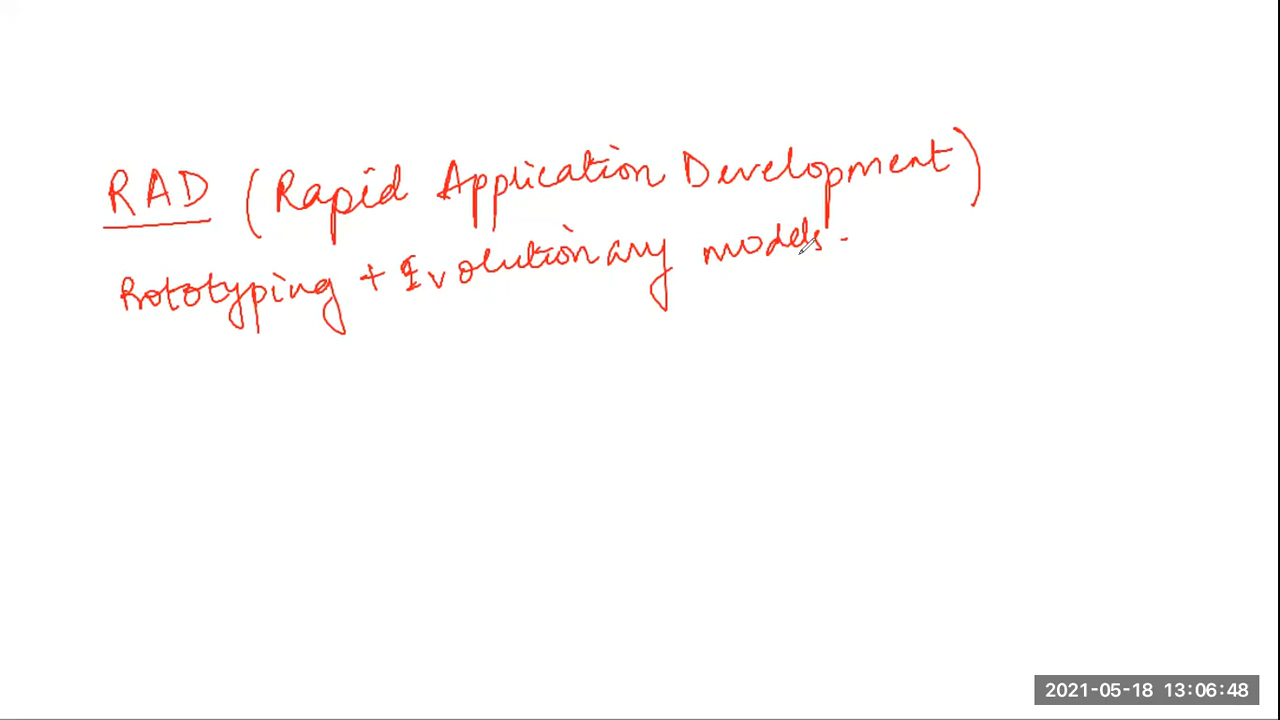 RAD (Rapid Application Development)
Prototyping + Evolutionary models.
2021-05-18 13:06:48